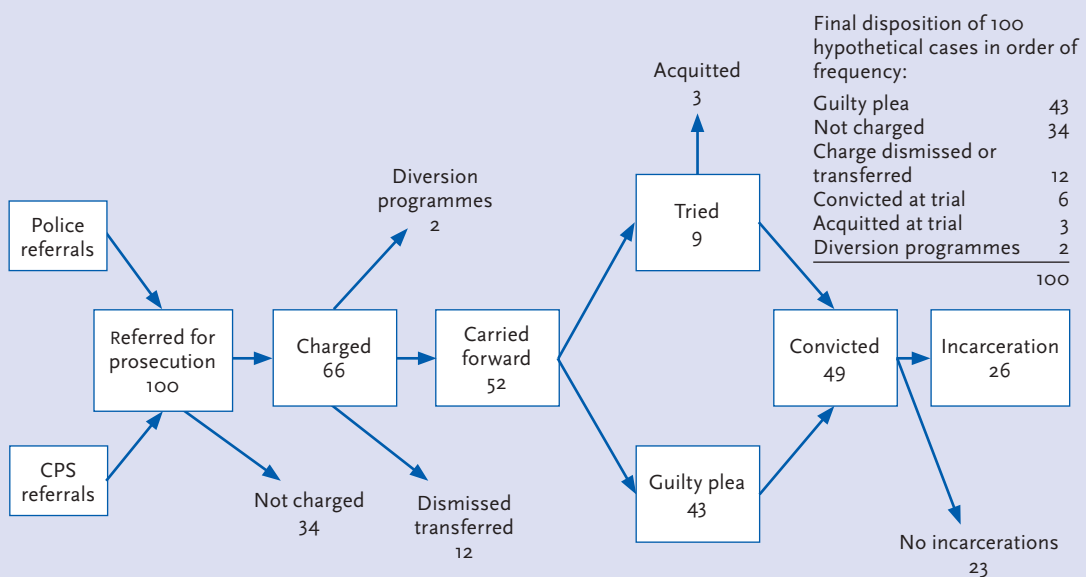 Final disposition of 100
hypothetical cases in order of
frequency:
Guilty plea 43
Not charged 34
Charge dismissed or
transferred 12
Convicted at trial 6
Acquitted at trial 3
Diversion programmes 2
100
Acquitted
3
Diversion
programmes
2
Police
referrals
Tried
9
Referred for
prosecution
100
Charged
66
Carried
forward
52
Convicted
49
Incarceration
26
CPS
referrals
Not charged
34
Dismissed
transferred
12
Guilty plea
43
No incarcerations
23